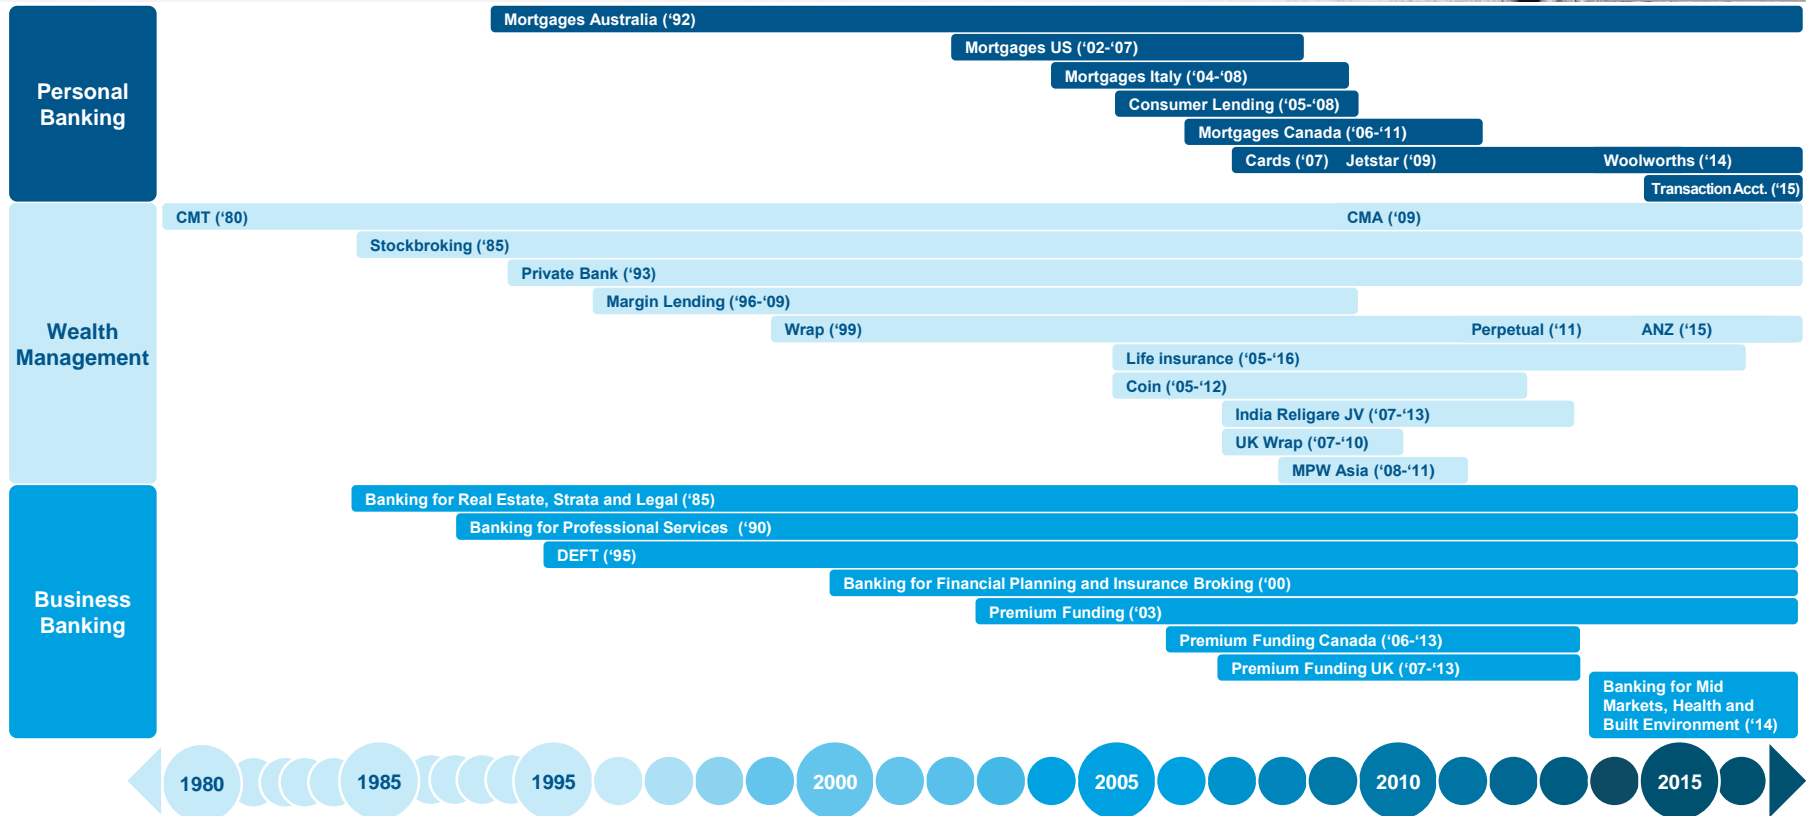 Personal
Banking
Mortgages Australia (‘92)
Mortgages US (‘02-‘07)
Mortgages Italy (‘04-‘08)
Consumer Lending (‘05-‘08)
Mortgages Canada (‘06-‘11)
Cards (‘07) Jetstar (‘09) Woolworths (‘14)
Transaction Acct. (‘15)
Wealth
Management
CMT (‘80) CMA (‘09)
Stockbroking (‘85)
Private Bank (‘93)
Margin Lending (‘96-‘09)
Wrap (‘99) Perpetual (‘11) ANZ (‘15)
Life insurance (‘05-‘16)
Coin (‘05-‘12)
India Religare JV (‘07-‘13)
UK Wrap (‘07-‘10)
MPW Asia (‘08-‘11)
Business
Banking
Banking for Real Estate, Strata and Legal (‘85)
Banking for Professional Services (‘90)
DEFT (‘95)
Banking for Financial Planning and Insurance Broking (‘00)
Premium Funding (‘03)
Premium Funding Canada (‘06-‘13)
Premium Funding UK (‘07-‘13)
Banking for Mid
Markets, Health and
Built Environment (‘14)
1980 1985 1995 2000 2005 2010 2015